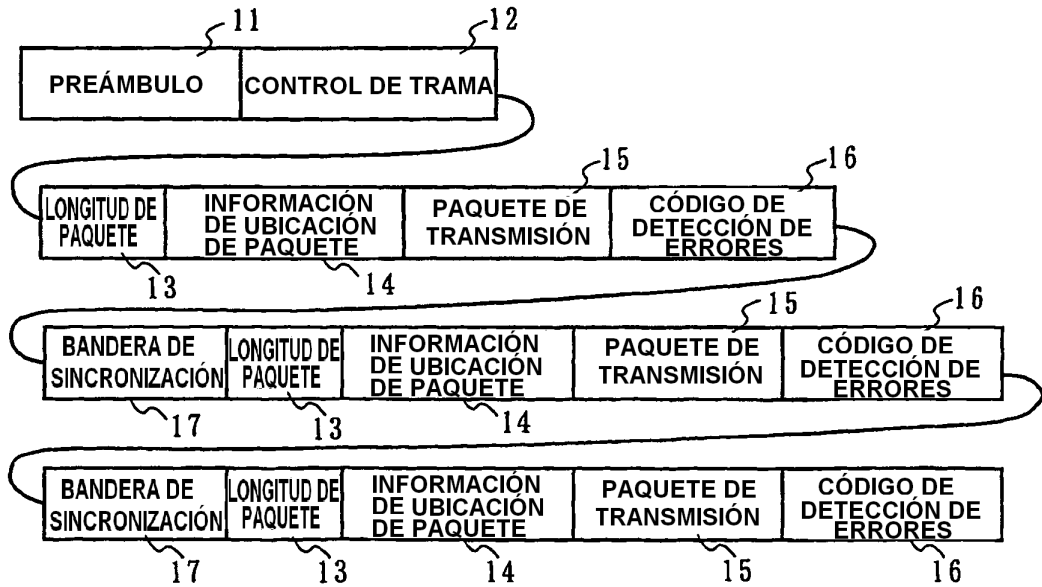 11
12
PREÁMBULO
CONTROL DE TRAMA
15
16
LONGITUD DE
PAQUETE
INFORMACIÓN
DE UBICACIÓN
DE PAQUETE
PAQUETE DE
TRANSMISIÓN
CÓDIGO DE
DETECCIÓN DE
ERRORES
13
14
15
16
BANDERA DE
SINCRONIZACIÓN
LONGITUD DE
PAQUETE
INFORMACIÓN
DE UBICACIÓN
DE PAQUETE
PAQUETE DE
TRANSMISIÓN
CÓDIGO DE
DETECCIÓN DE
ERRORES
17
13
14
BANDERA DE
SINCRONIZACIÓN
LONGITUD DE
PAQUETE
INFORMACIÓN
DE UBICACIÓN
DE PAQUETE
PAQUETE DE
TRANSMISIÓN
CÓDIGO DE
DETECCIÓN DE
ERRORES
17
13
14
15
16